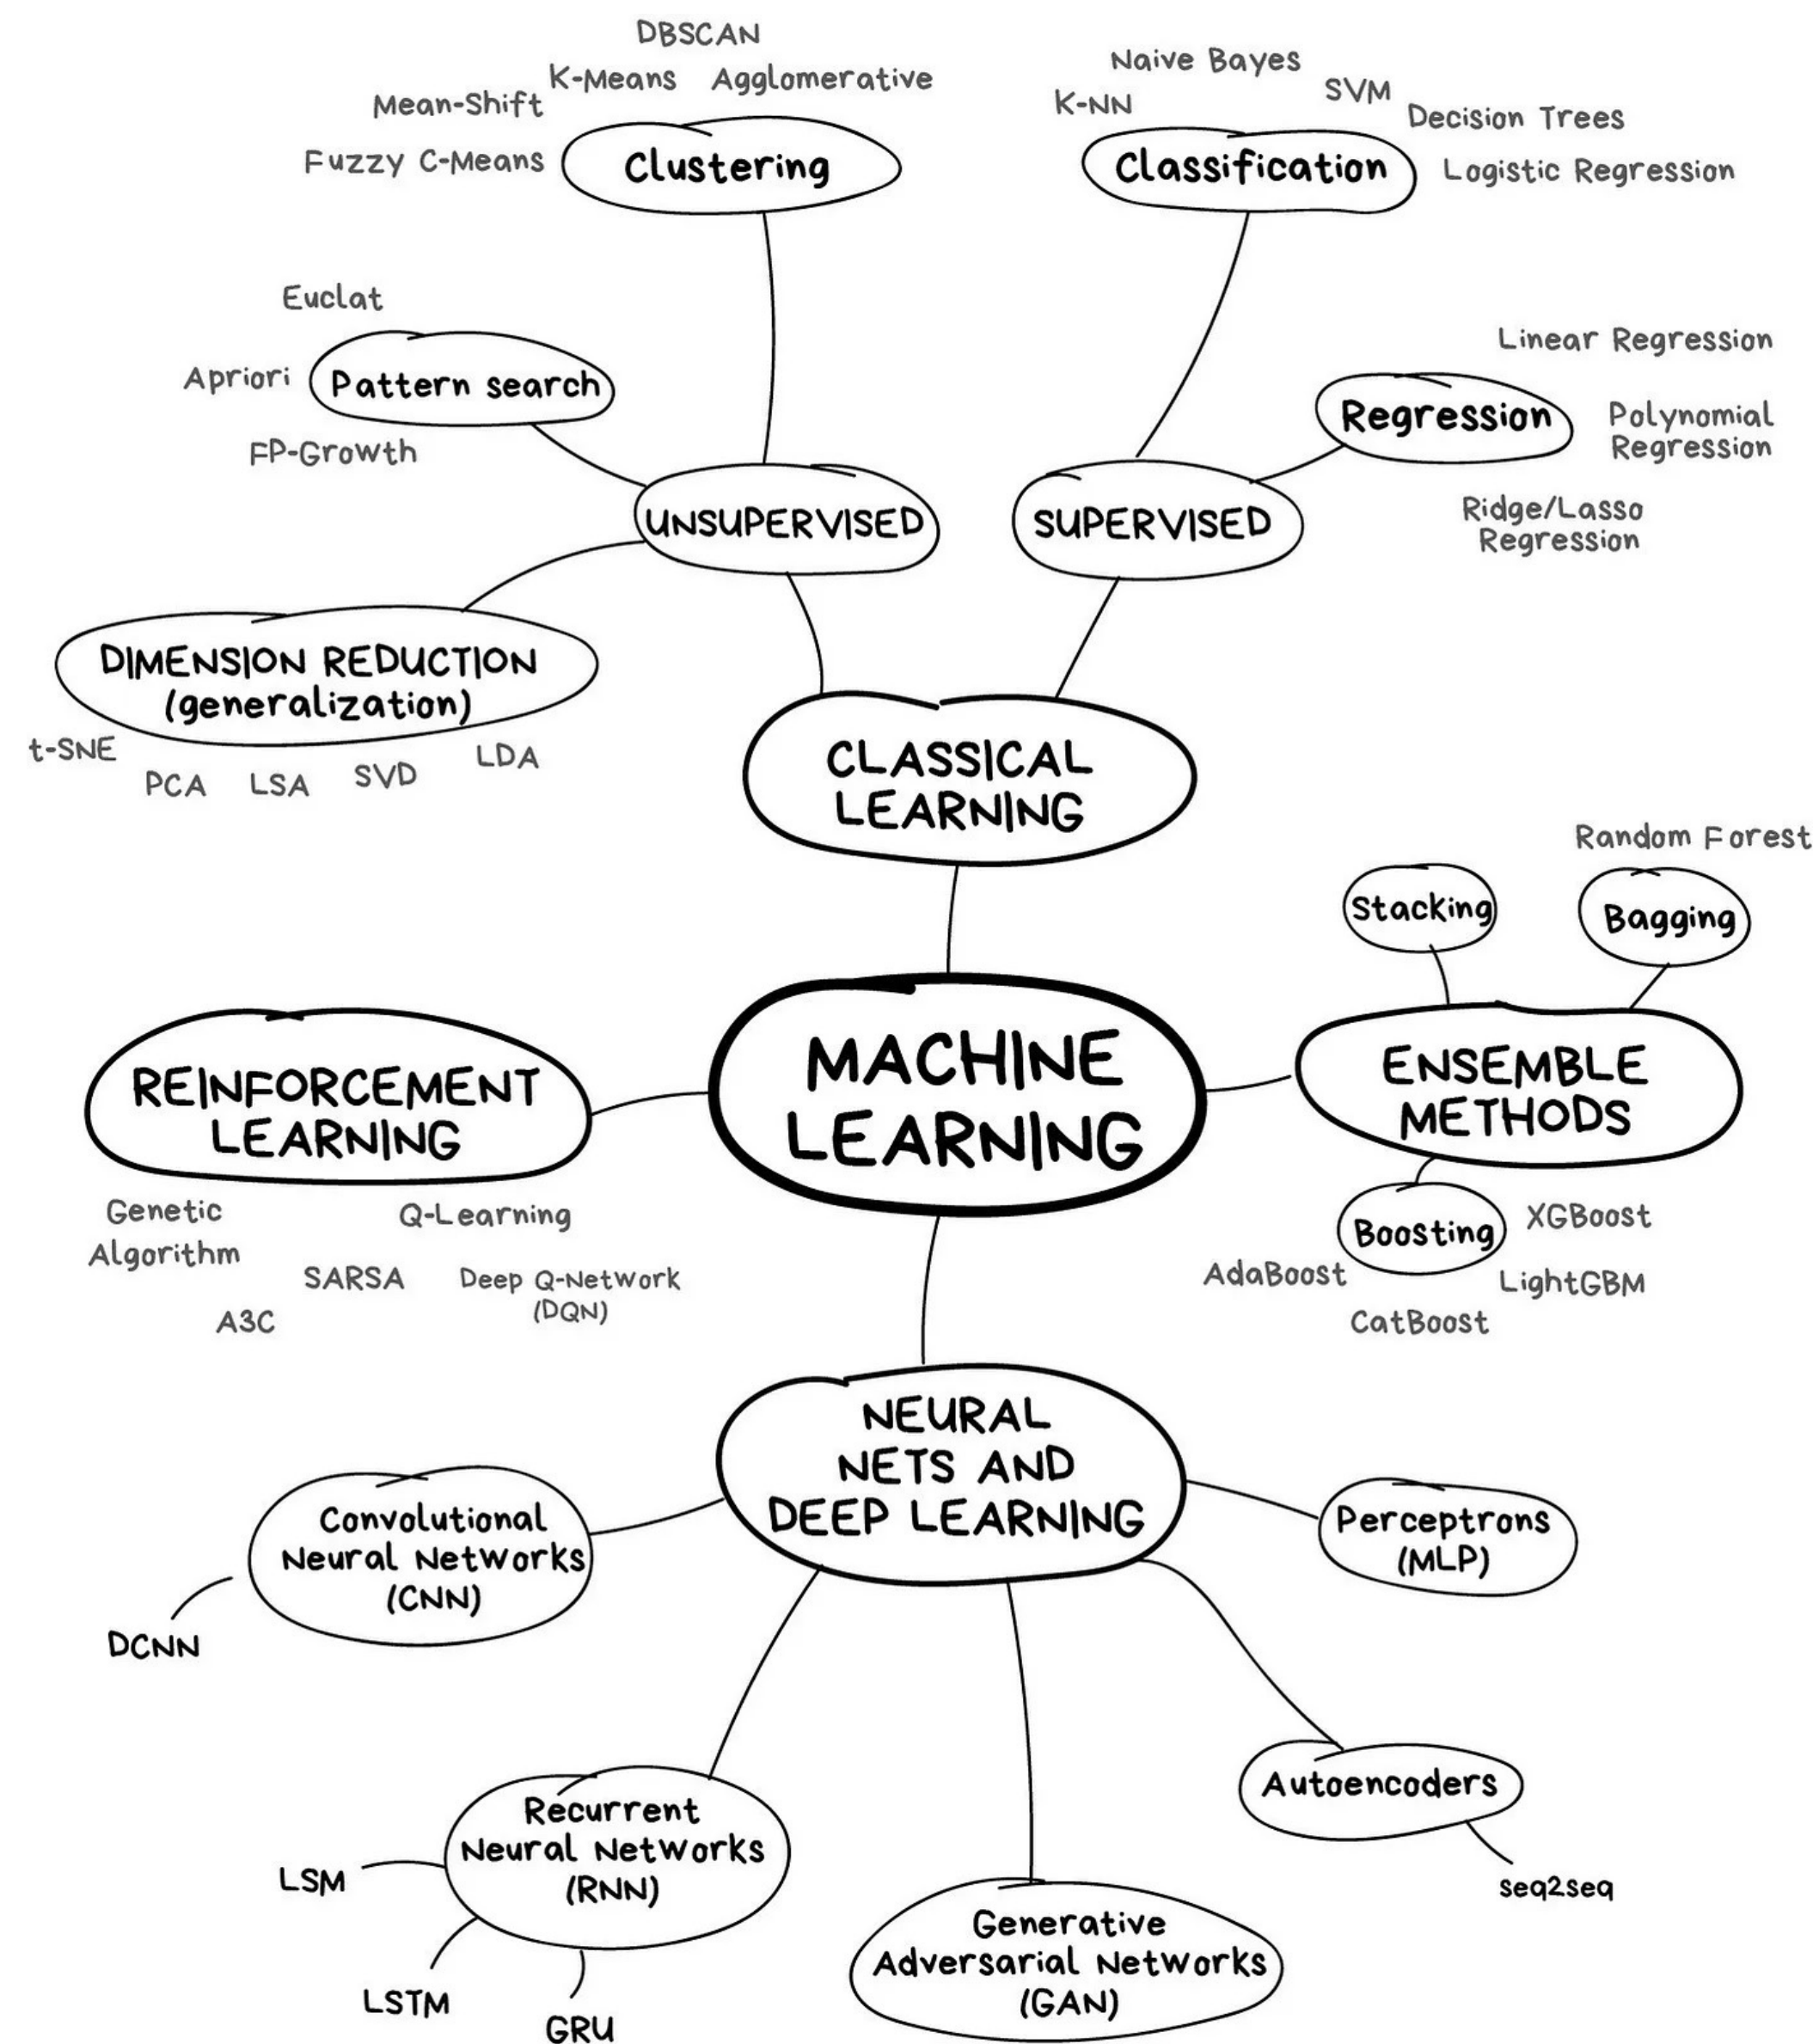 DBSCAN
K-Means
Agglomerative
Mean-Shift
Fuzzy C-Means
Clustering
Naive Bayes
K-NN
SVM
Decision Trees
Classification
Logistic Regression
Euclat
Apriori
Pattern search
FP-Growth
Linear Regression
Regression
Polynomial
Regression
Ridge/Lasso
Regression
UNSUPERVISED
SUPERVISED
DIMENSION REDUCTION
(generalization)
t-SNE
PCA
LSA
SVD
LDA
CLASSICAL
LEARNING
Random Forest
Stacking
Bagging
REINFORCEMENT
LEARNING
MACHINE
LEARNING
ENSEMBLE
METHODS
Genetic
Algorithm
Q-Learning
SARSA
Deep Q-Network
(DQN)
A3C
Boosting
XGBoost
AdaBoost
LightGBM
CatBoost
NEURAL
NETS AND
DEEP LEARNING
Convolutional
Neural Networks
(CNN)
DCNN
Perceptrons
(MLP)
Autoencoders
seq2seq
Recurrent
Neural Networks
(RNN)
LSM
LSTM
GRU
Generative
Adversarial Networks
(GAN)